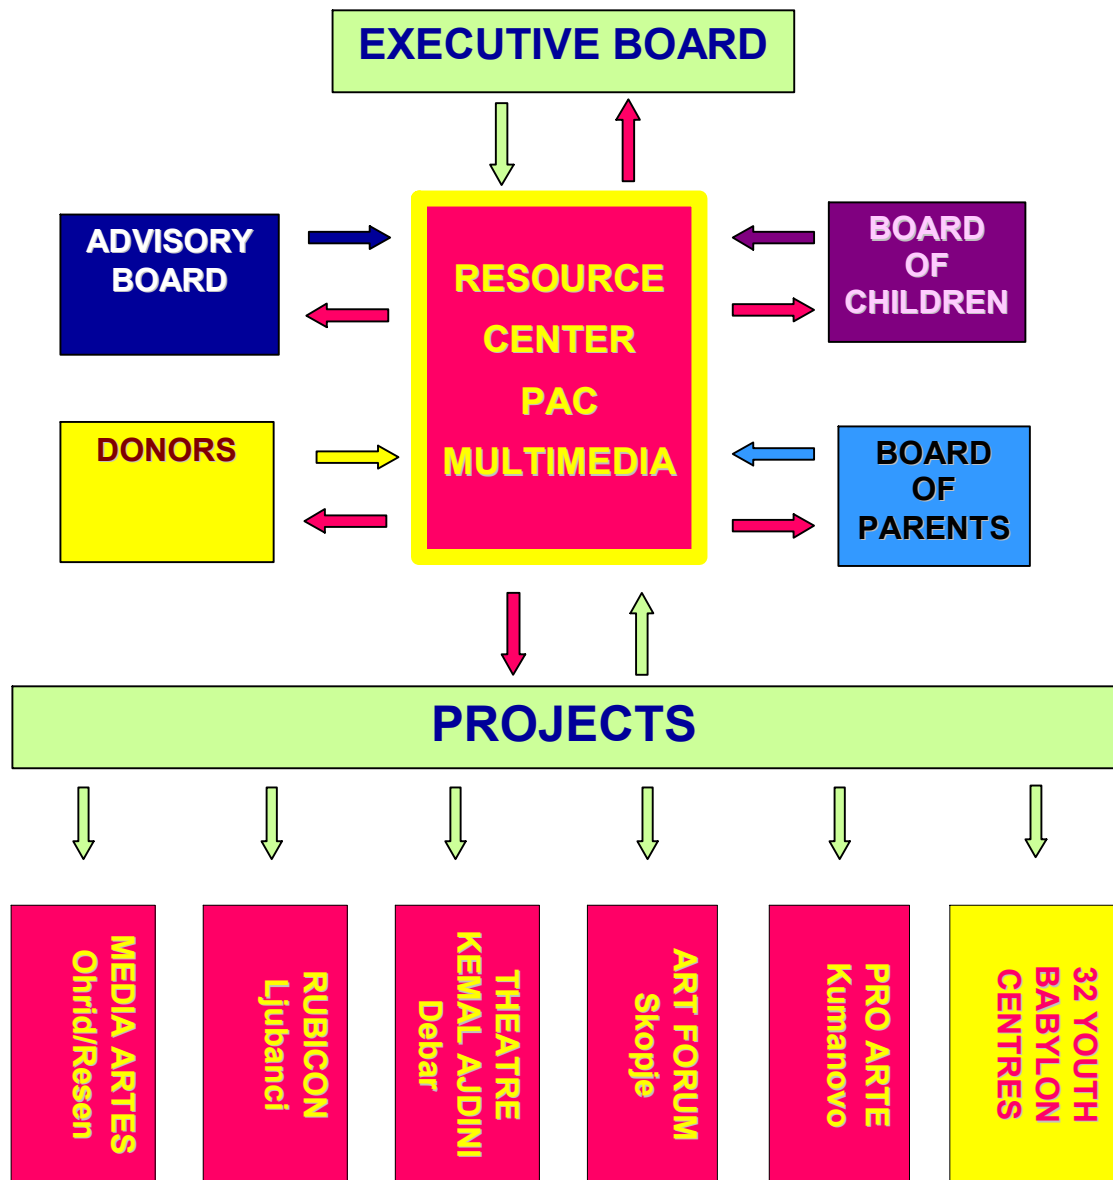 EXECUTIVE BOARD
ADVISORY
BOARD
RESOURCE
CENTER
PAC
MULTIMEDIA
BOARD
OF
CHILDREN
DONORS
BOARD
OF
PARENTS
PROJECTS
MEDIA ARTES
Ohrid/Resen
RUBICON
Ljubanci
THEATRE
KEMAL AJDINI
Debar
ART FORUM
Skopje
PRO ARTE
Kumanovo
32 YOUTH
BABYLON
CENTRES